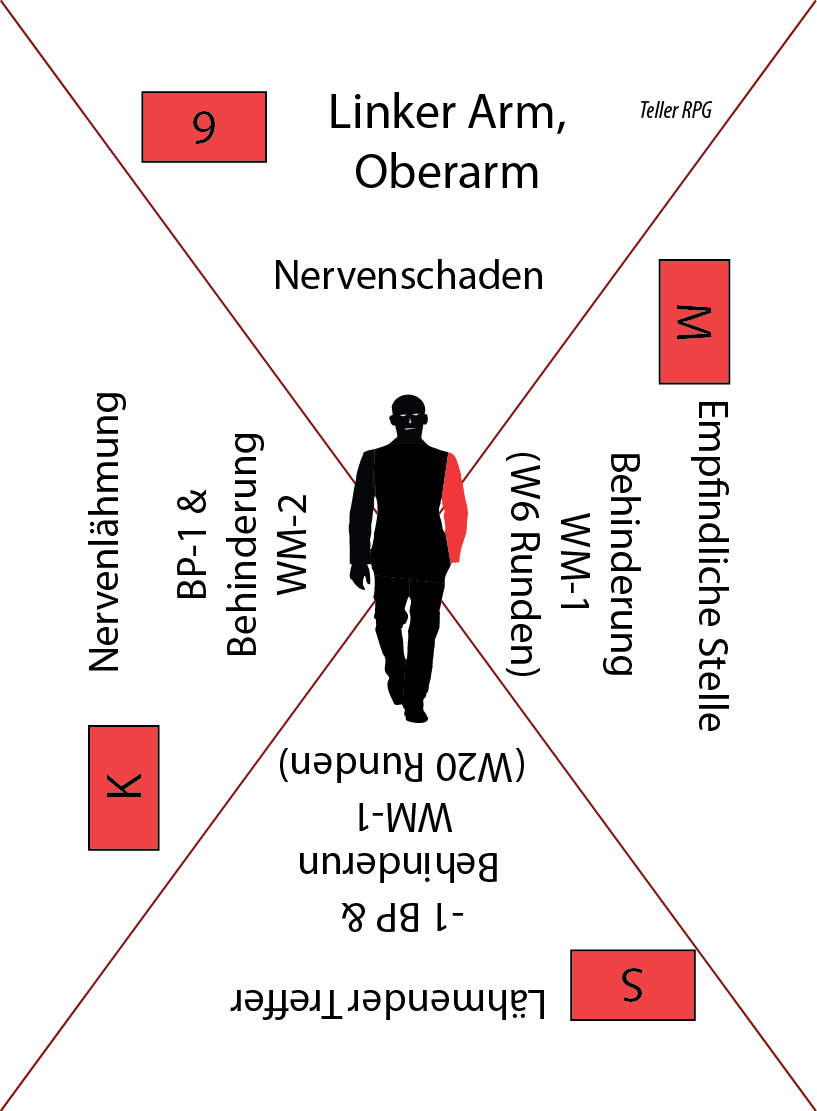 9
Linker Arm,
Oberarm
Teller RPG
Nervenschaden
M
Empfindliche Stelle
Behinderung
WM-1
(W6 Runden)
S
Lähmender Treffer
-1 BP &
Behinderun
WM-1
(W20 Runden)
K
Nervenlähmung
BP-1 &
Behinderung
WM-2